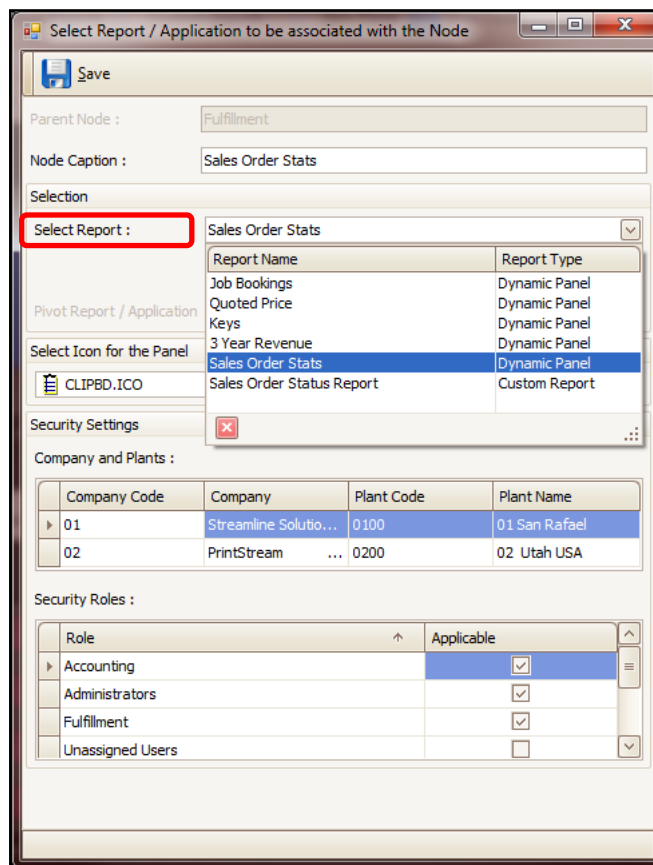 Select Report / Application to be associated with the Node
Save
Parent Node : Fulfillment
Node Caption : Sales Order Stats
Selection
Select Report : Sales Order Stats
Report Name Report Type
Job Bookings Dynamic Panel
Quoted Price Dynamic Panel
Keys Dynamic Panel
3 Year Revenue Dynamic Panel
Sales Order Stats Dynamic Panel
Sales Order Status Report Custom Report
Pivot Report / Application
Select Icon for the Panel
CLIPBD.ICO
Security Settings
Company and Plants :
Company Code Company Plant Code Plant Name
01 Streamline Solutio... 0100 01 San Rafael
02 PrintStream ... 0200 02 Utah USA
Security Roles :
Role Applicable
Accounting
Administrators
Fulfillment
Unassigned Users